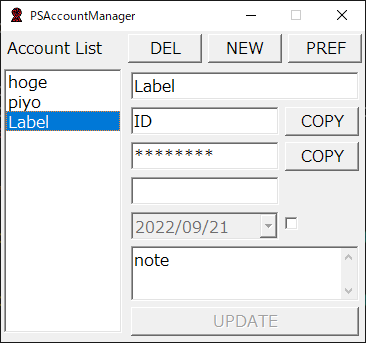 PSAccountManager
Account List
DEL
NEW
PREF
hoge
piyo
Label
Label
ID
COPY
********
COPY
2022/09/21
note
UPDATE